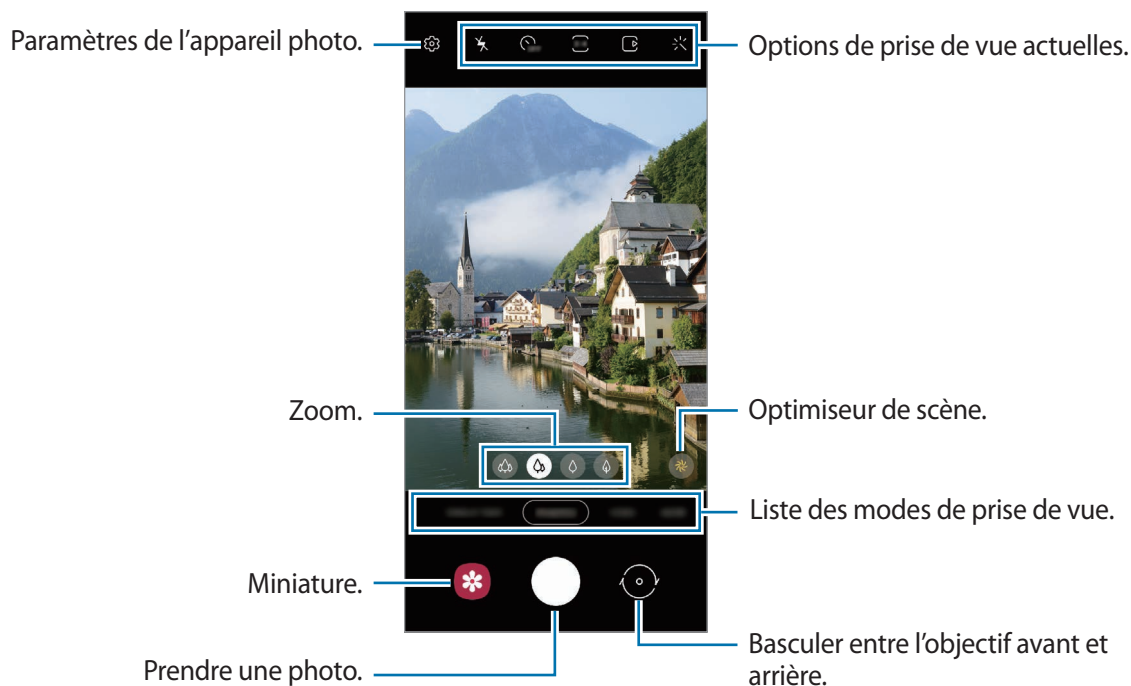 Paramètres de l'appareil photo.
Options de prise de vue actuelles.
Zoom.
Optimiseur de scène.
Liste des modes de prise de vue.
Miniature.
Prendre une photo.
Basculer entre l'objectif avant et
arrière.